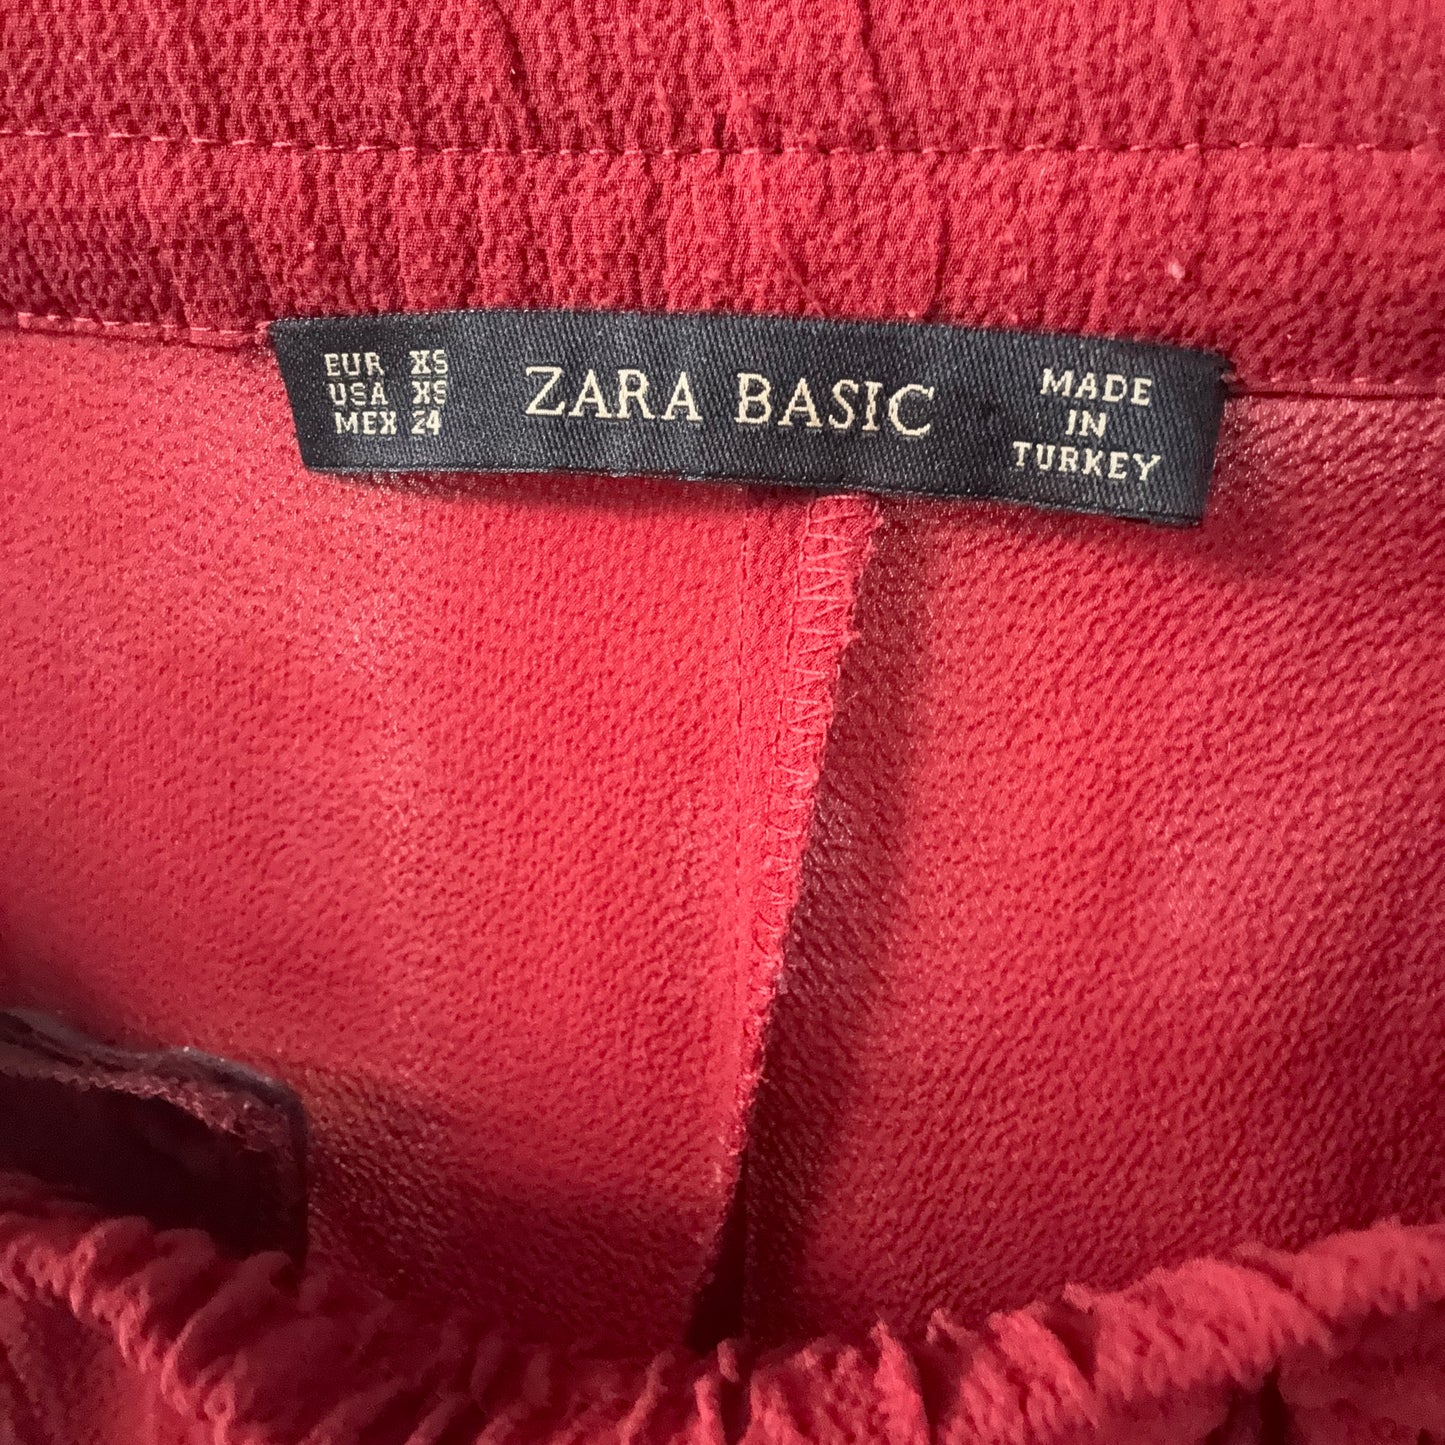 EUR XS
USA XS
MEX 24
ZARA BASIC
MADE
IN
TURKEY